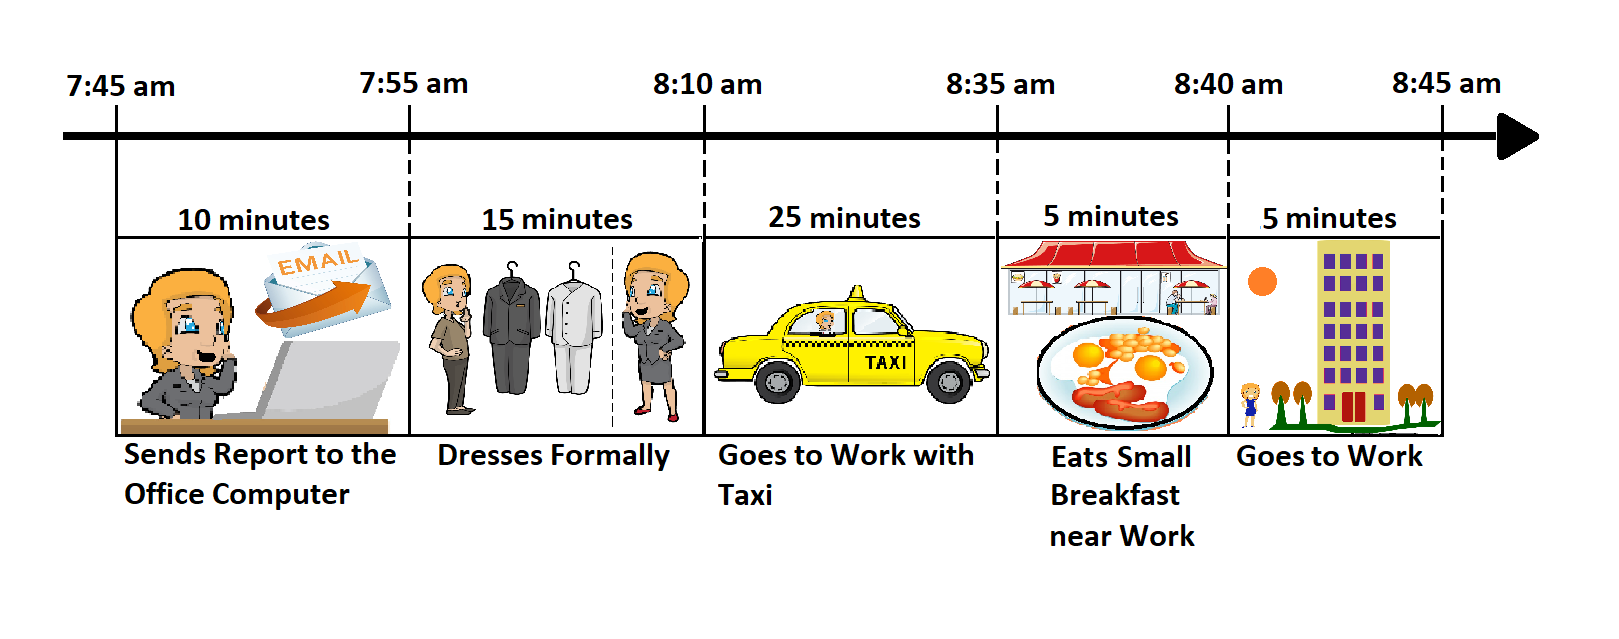 7:45 am 7:55 am 8:10 am 8:35 am 8:40 am 8:45 am
10 minutes 15 minutes 25 minutes 5 minutes 5 minutes
EMAIL
TAXI
Sends Report to the
Office Computer
Dresses Formally
Goes to Work with
Taxi
Eats Small
Breakfast
near Work
Goes to Work